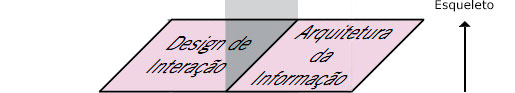 Esqueleto
Design de
Interação
Arquitetura
da
Informação